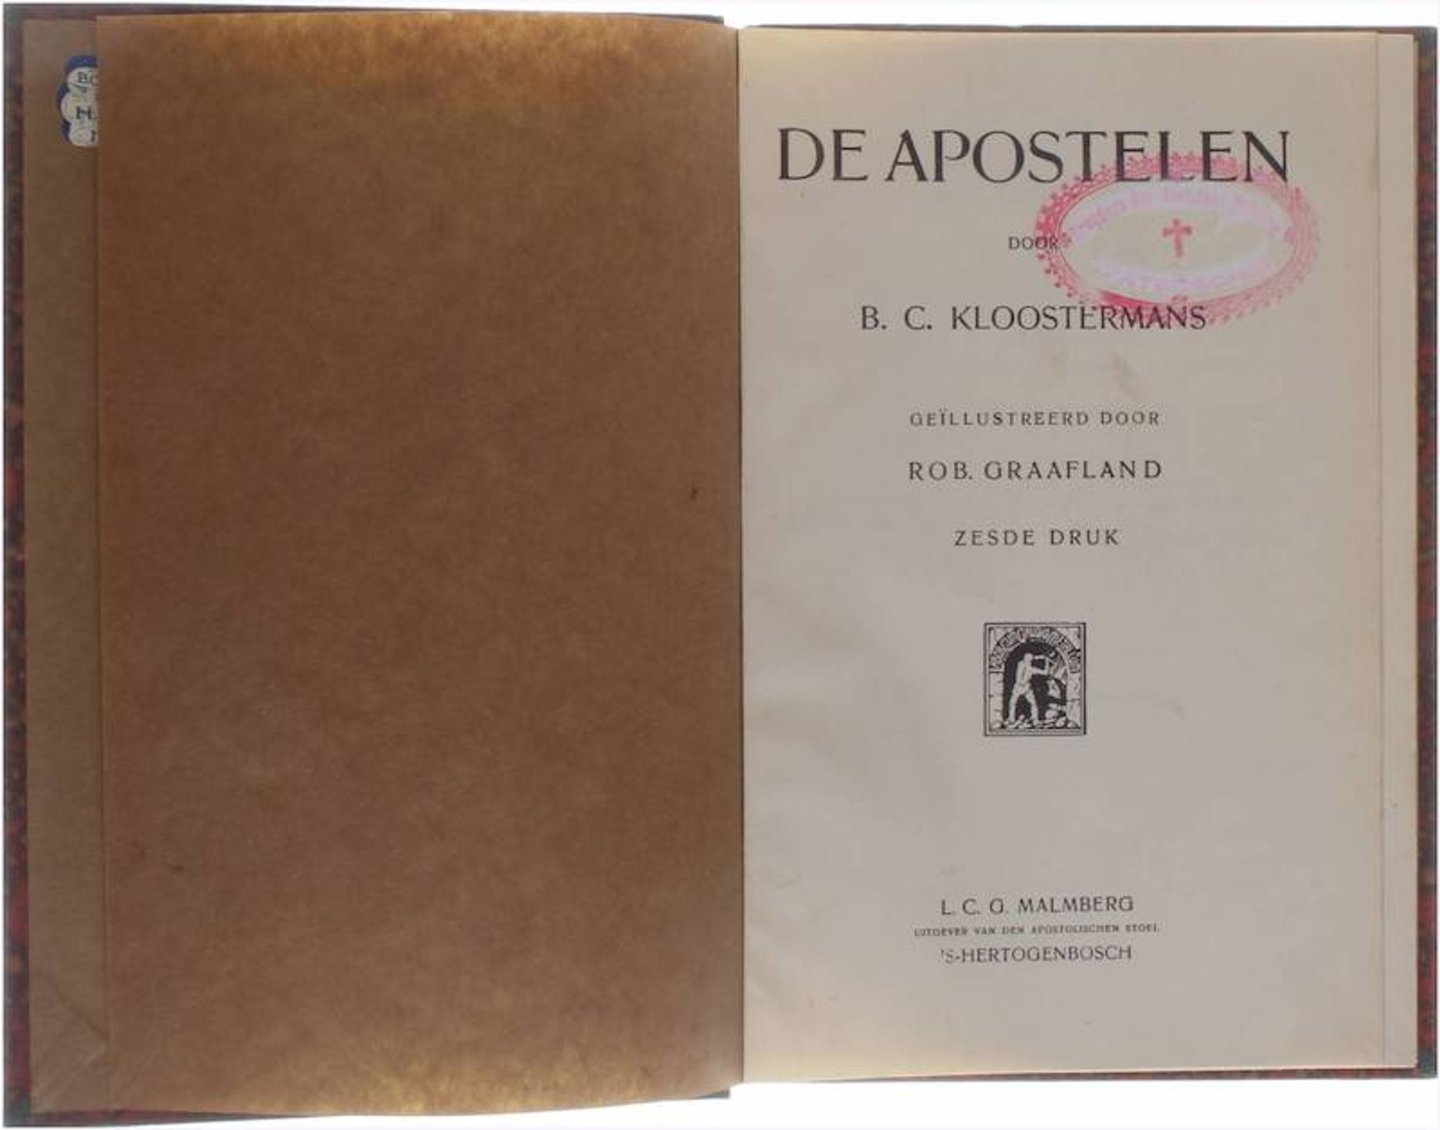 DE APOSTELEN
DOOR
B. C. KLOOSTERMANS
GEÏLLUSTREERD DOOR
ROB. GRAAFLAND
ZESDE DRUK
L. C. G. MALMBERG
UITGEVER VAN DEN APOSTOLISCHEN STOEL
'S-HERTOGENBOSCH